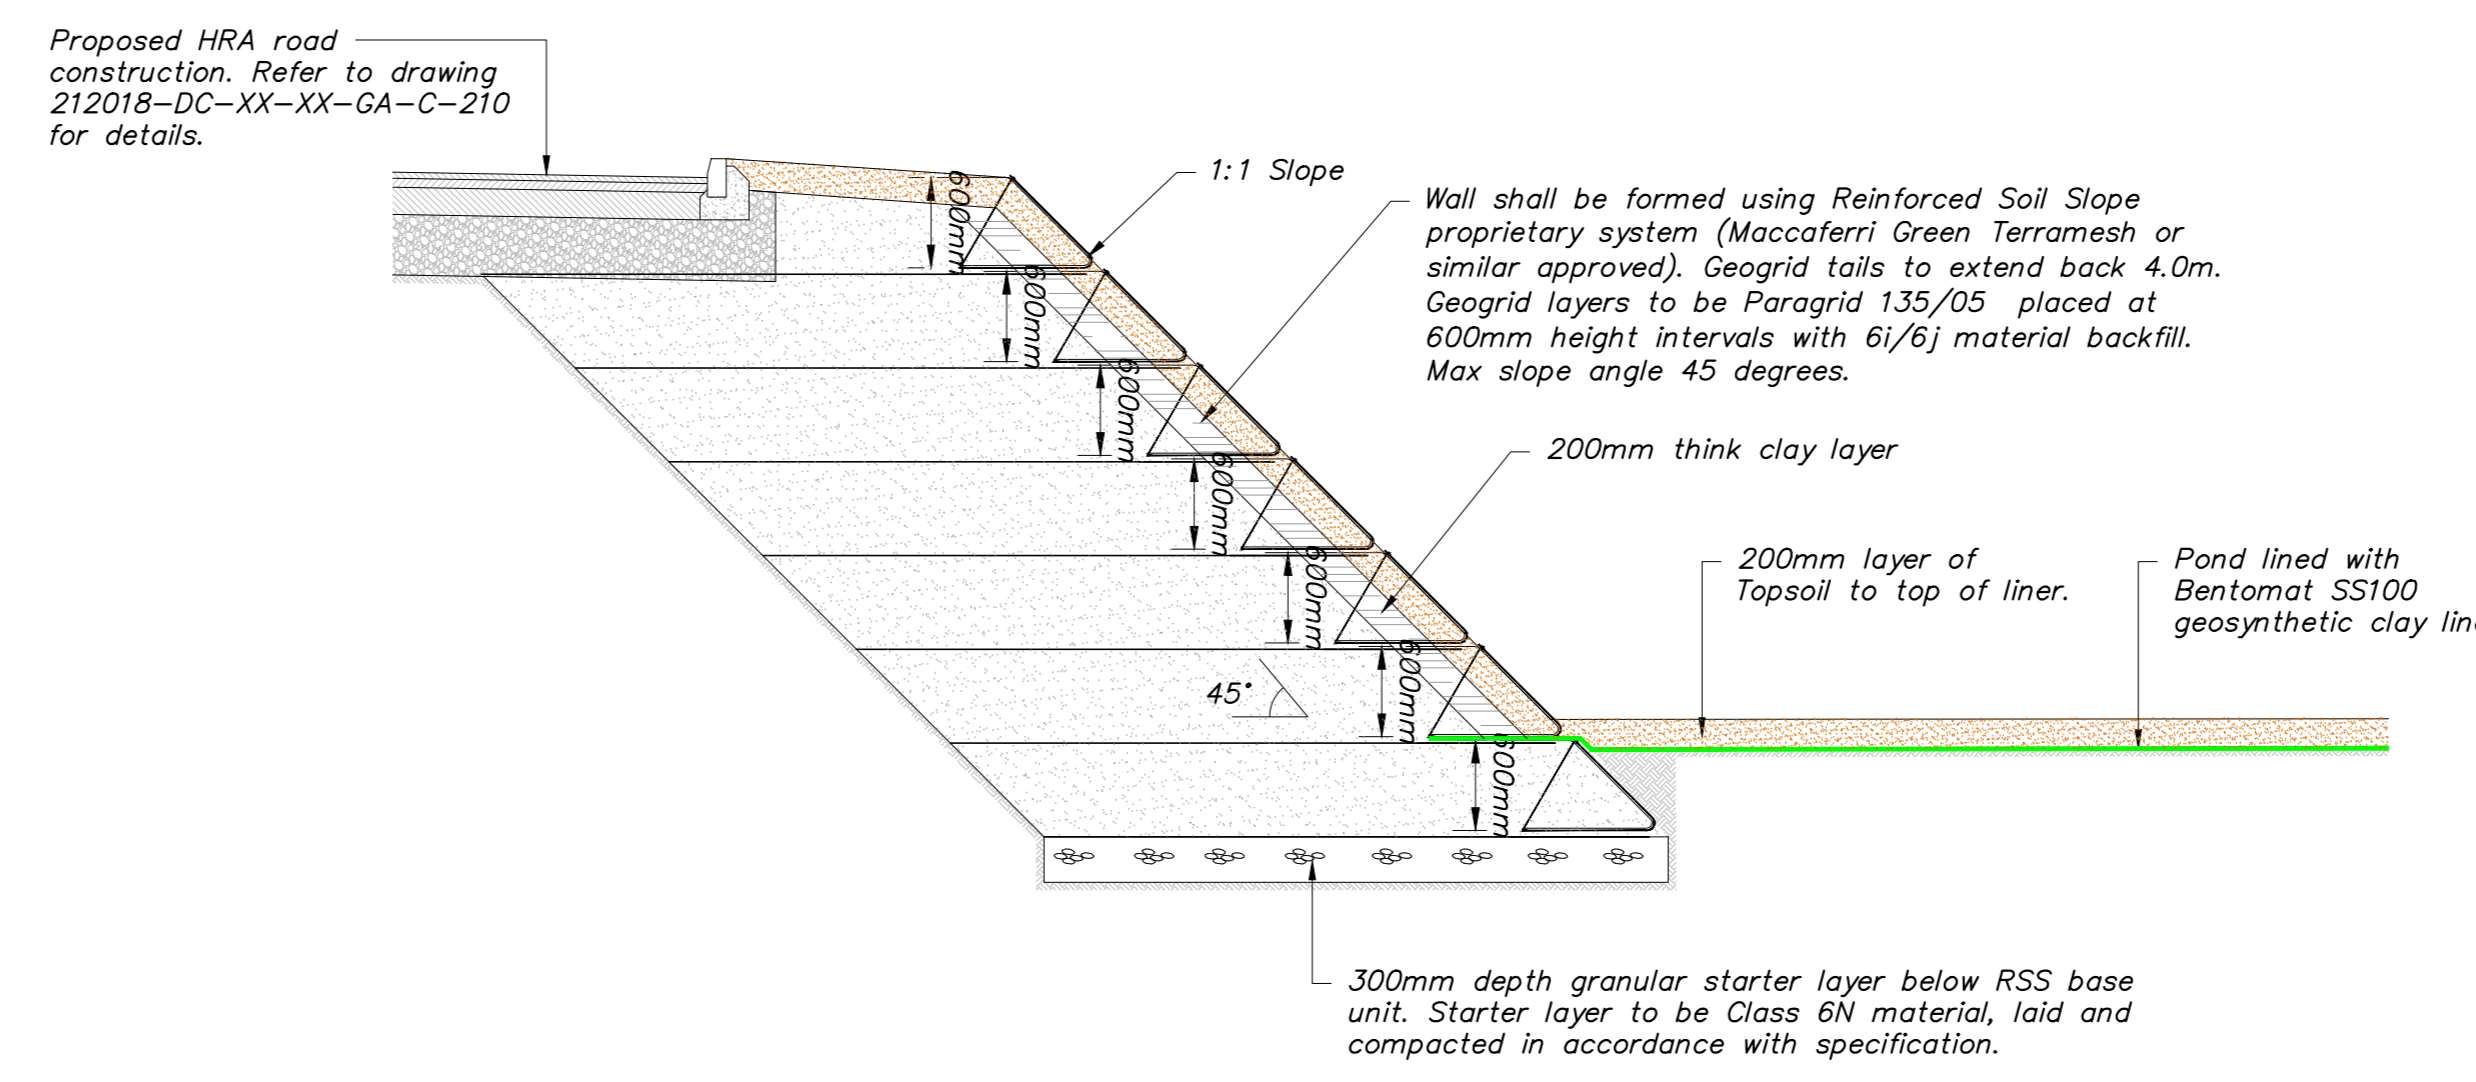 Proposed HRA road
construction. Refer to drawing
212018-DC-XX-XX-GA-C-210
for details.
1:1 Slope
Wall shall be formed using Reinforced Soil Slope
proprietary system (Maccaferri Green Terramesh or
similar approved). Geogrid tails to extend back 4.0m.
Geogrid layers to be Paragrid 135/05 placed at
600mm height intervals with 6i/6j material backfill.
Max slope angle 45 degrees.
600mm
600mm
600mm
600mm
600mm
600mm
600mm
200mm think clay layer
200mm layer of
Topsoil to top of liner.
Pond lined with
Bentomat SS100
geosynthetic clay
45°
300mm depth granular starter layer below RSS base
unit. Starter layer to be Class 6N material, laid and
compacted in accordance with specification.